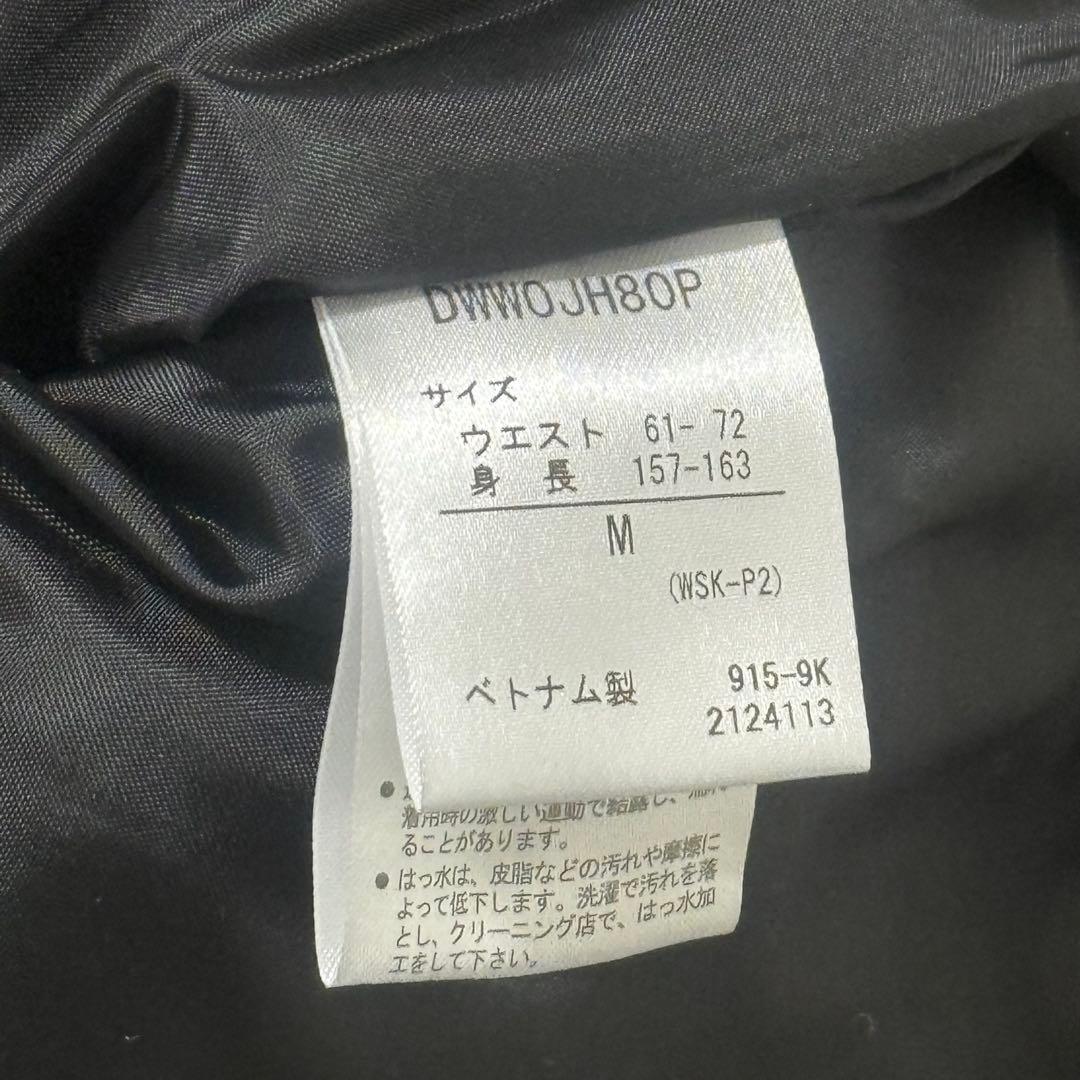 DWW0JH80P
サイズ
ウエスト 61- 72
身 長 157-163
M
(WSK-P2)
ベトナム製 915-9K
2124113
●
着用時の激しい運動で結露し、
ることがあります。
● はっ水は、皮脂などの汚れや摩擦に
よって低下します。洗濯で汚れを落
とし、クリーニング店で、はっ水加
工をして下さい。